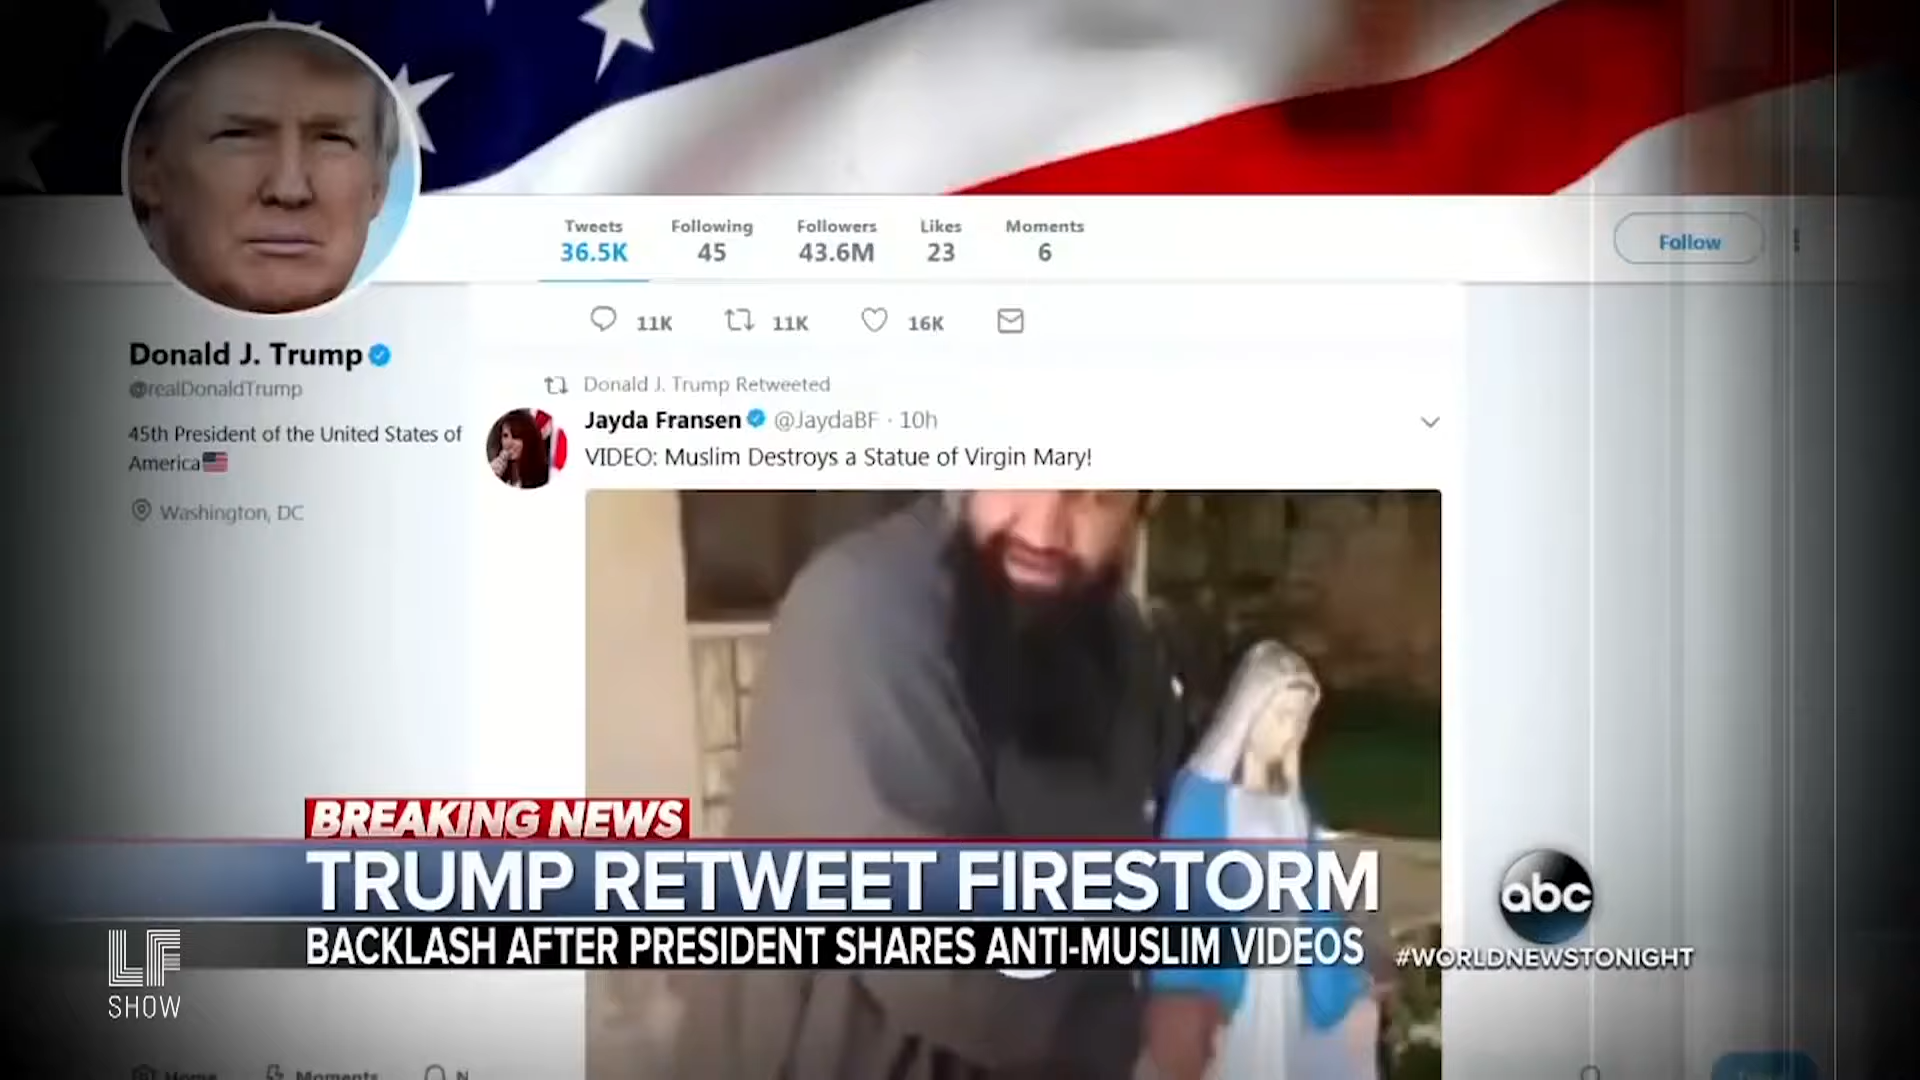 Tweets Following Followers Likes Moments
36.5K 45 43.6M 23 6
Follow
11K 11K 16K
Donald J. Trump
@realDonaldTrump
45th President of the United States of
America
Washington, DC
Donald J. Trump Retweeted
Jayda Fransen @JaydaBF · 10h
VIDEO: Muslim Destroys a Statue of Virgin Mary!
BREAKING NEWS
TRUMP RETWEET FIRESTORM
BACKLASH AFTER PRESIDENT SHARES ANTI-MUSLIM VIDEOS
abc
#WORLDNEWSTONIGHT
LF
SHOW
Home Moments N